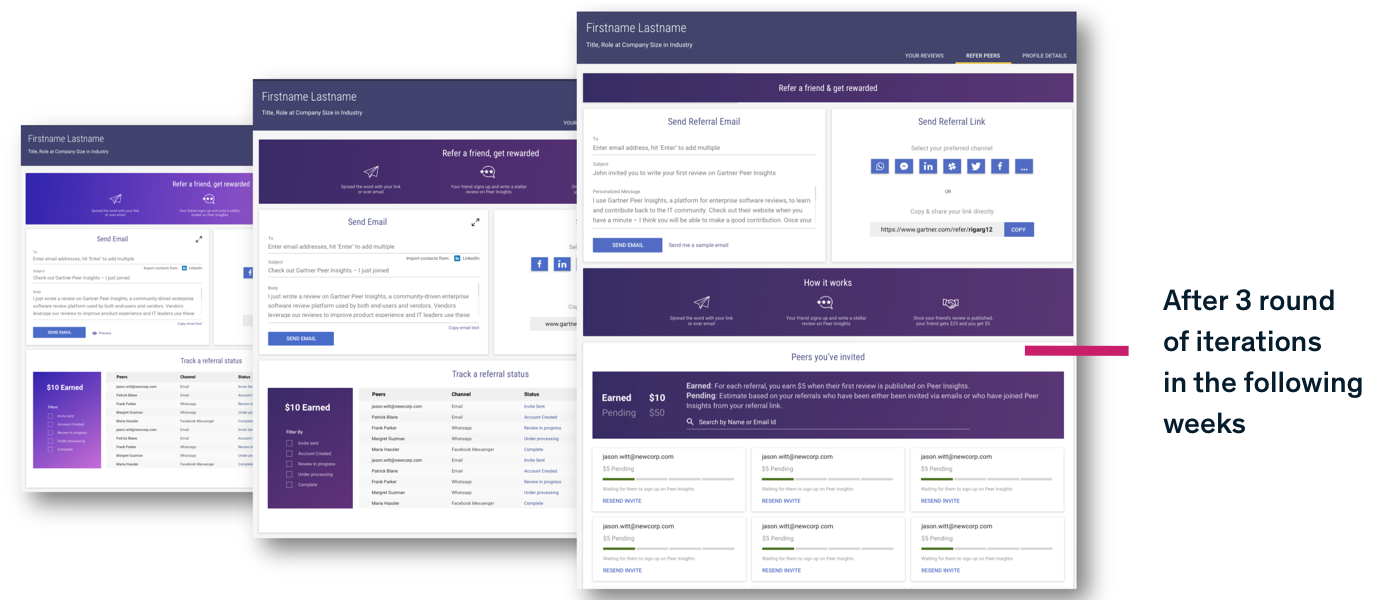 Firstname Lastname
Title, Role at Company Size in Industry
Refer a friend, get rewarded
Spread the word with your link
or over email
Your friend signs up and write a stellar
review on Peer Insights
Send Email
To
Enter email addresses, hit 'Enter' to add multiple
Import contacts from: in LinkedIn
Subject
Check out Gartner Peer Insights – I just joined
Body
I just wrote a review on Gartner Peer Insights, a community-driven enterprise
software review platform used by both end-users and vendors. Vendors
leverage our reviews to improve product experience and IT leaders use these
Copy email text
SEND EMAIL
Preview
Track a referral status
$10 Earned
Filters
Invite sent
Account Created
Review in progress
Under processing
Complete
Peers Channel Status
jason.witt@newcorp.com Email Invite Sen
Patrick Blane Email Account C
Frank Parker Whatsapp Review in
Margret Guzman Whatsapp Under pro
Maria Hassler Facebook Messenger Complete
jason.witt@newcorp.com Email Invite Sen
Patrick Blane Email Account C
Frank Parker Whatsapp Review in
Margret Guzman Whatsapp Under pro
Maria Hassler Facebook Messenger Complete
Firstname Lastname
Title, Role at Company Size in Industry
YOUR
Refer a friend, get rewarded
Spread the word with your link
or over email
Your friend signs up and write a stellar
review on Peer Insights
Send Email
To
Enter email addresses, hit 'Enter' to add multiple
Import contacts from: in LinkedIn
Subject
Check out Gartner Peer Insights – I just joined
Body
I just wrote a review on Gartner Peer Insights, a community-driven enterprise
software review platform used by both end-users and vendors. Vendors
leverage our reviews to improve product experience and IT leaders use these
Copy email text
SEND EMAIL
Sel
f in
Cop
www.gartne
Track a referral status
$10 Earned
Filter By
Invite sent
Account Created
Review in progress
Under processing
Complete
Peers Channel Status
jason.witt@newcorp.com Email Invite Sent
Patrick Blane Email Account Created
Frank Parker Whatsapp Review in progress
Margret Guzman Whatsapp Under processing
Maria Hassler Facebook Messenger Complete
jason.witt@newcorp.com Email Invite Sent
Patrick Blane Email Account Created
Frank Parker Whatsapp Review in progress
Margret Guzman Whatsapp Under processing
Maria Hassler Facebook Messenger Complete
Firstname Lastname
Title, Role at Company Size in Industry
YOUR REVIEWS REFER PEERS PROFILE DETAILS
Refer a friend & get rewarded
Send Referral Email
To
Enter email address, hit 'Enter' to add multiple
Subject
John invited you to write your first review on Gartner Peer Insights
Personalized Message
I use Gartner Peer Insights, a platform for enterprise software reviews, to learn
and contribute back to the IT community. Check out their website when you
have a minute – I think you will be able to make a good contribution. Once your
SEND EMAIL Send me a sample email
Send Referral Link
Select your preferred channel
in f ...
OR
Copy & share your link directly
https://www.gartner.com/refer/rigarg12 COPY
How it works
Spread the word with your link
or over email
Your friend signs up and write a stellar
review on Peer Insights
Once your friend's review is published,
your friend gets $25 and you get $5
Peers you've invited
Earned $10
Pending $50
Earned: For each referral, you earn $5 when their first review is published on Peer Insights.
Pending: Estimate based on your referrals who have been either been invited via emails or who have joined Peer
Insights from your referral link.
Search by Name or Email Id
jason.witt@newcorp.com jason.witt@newcorp.com jason.witt@newcorp.com
$5 Pending $5 Pending $5 Pending
Waiting for them to sign up on Peer Insights Waiting for them to sign up on Peer Insights Waiting for them to sign up on Peer Insights
RESEND INVITE RESEND INVITE RESEND INVITE
jason.witt@newcorp.com jason.witt@newcorp.com jason.witt@newcorp.com
$5 Pending $5 Pending $5 Pending
Waiting for them to sign up on Peer Insights Waiting for them to sign up on Peer Insights Waiting for them to sign up on Peer Insights
RESEND INVITE RESEND INVITE RESEND INVITE
After 3 round
of iterations
in the following
weeks